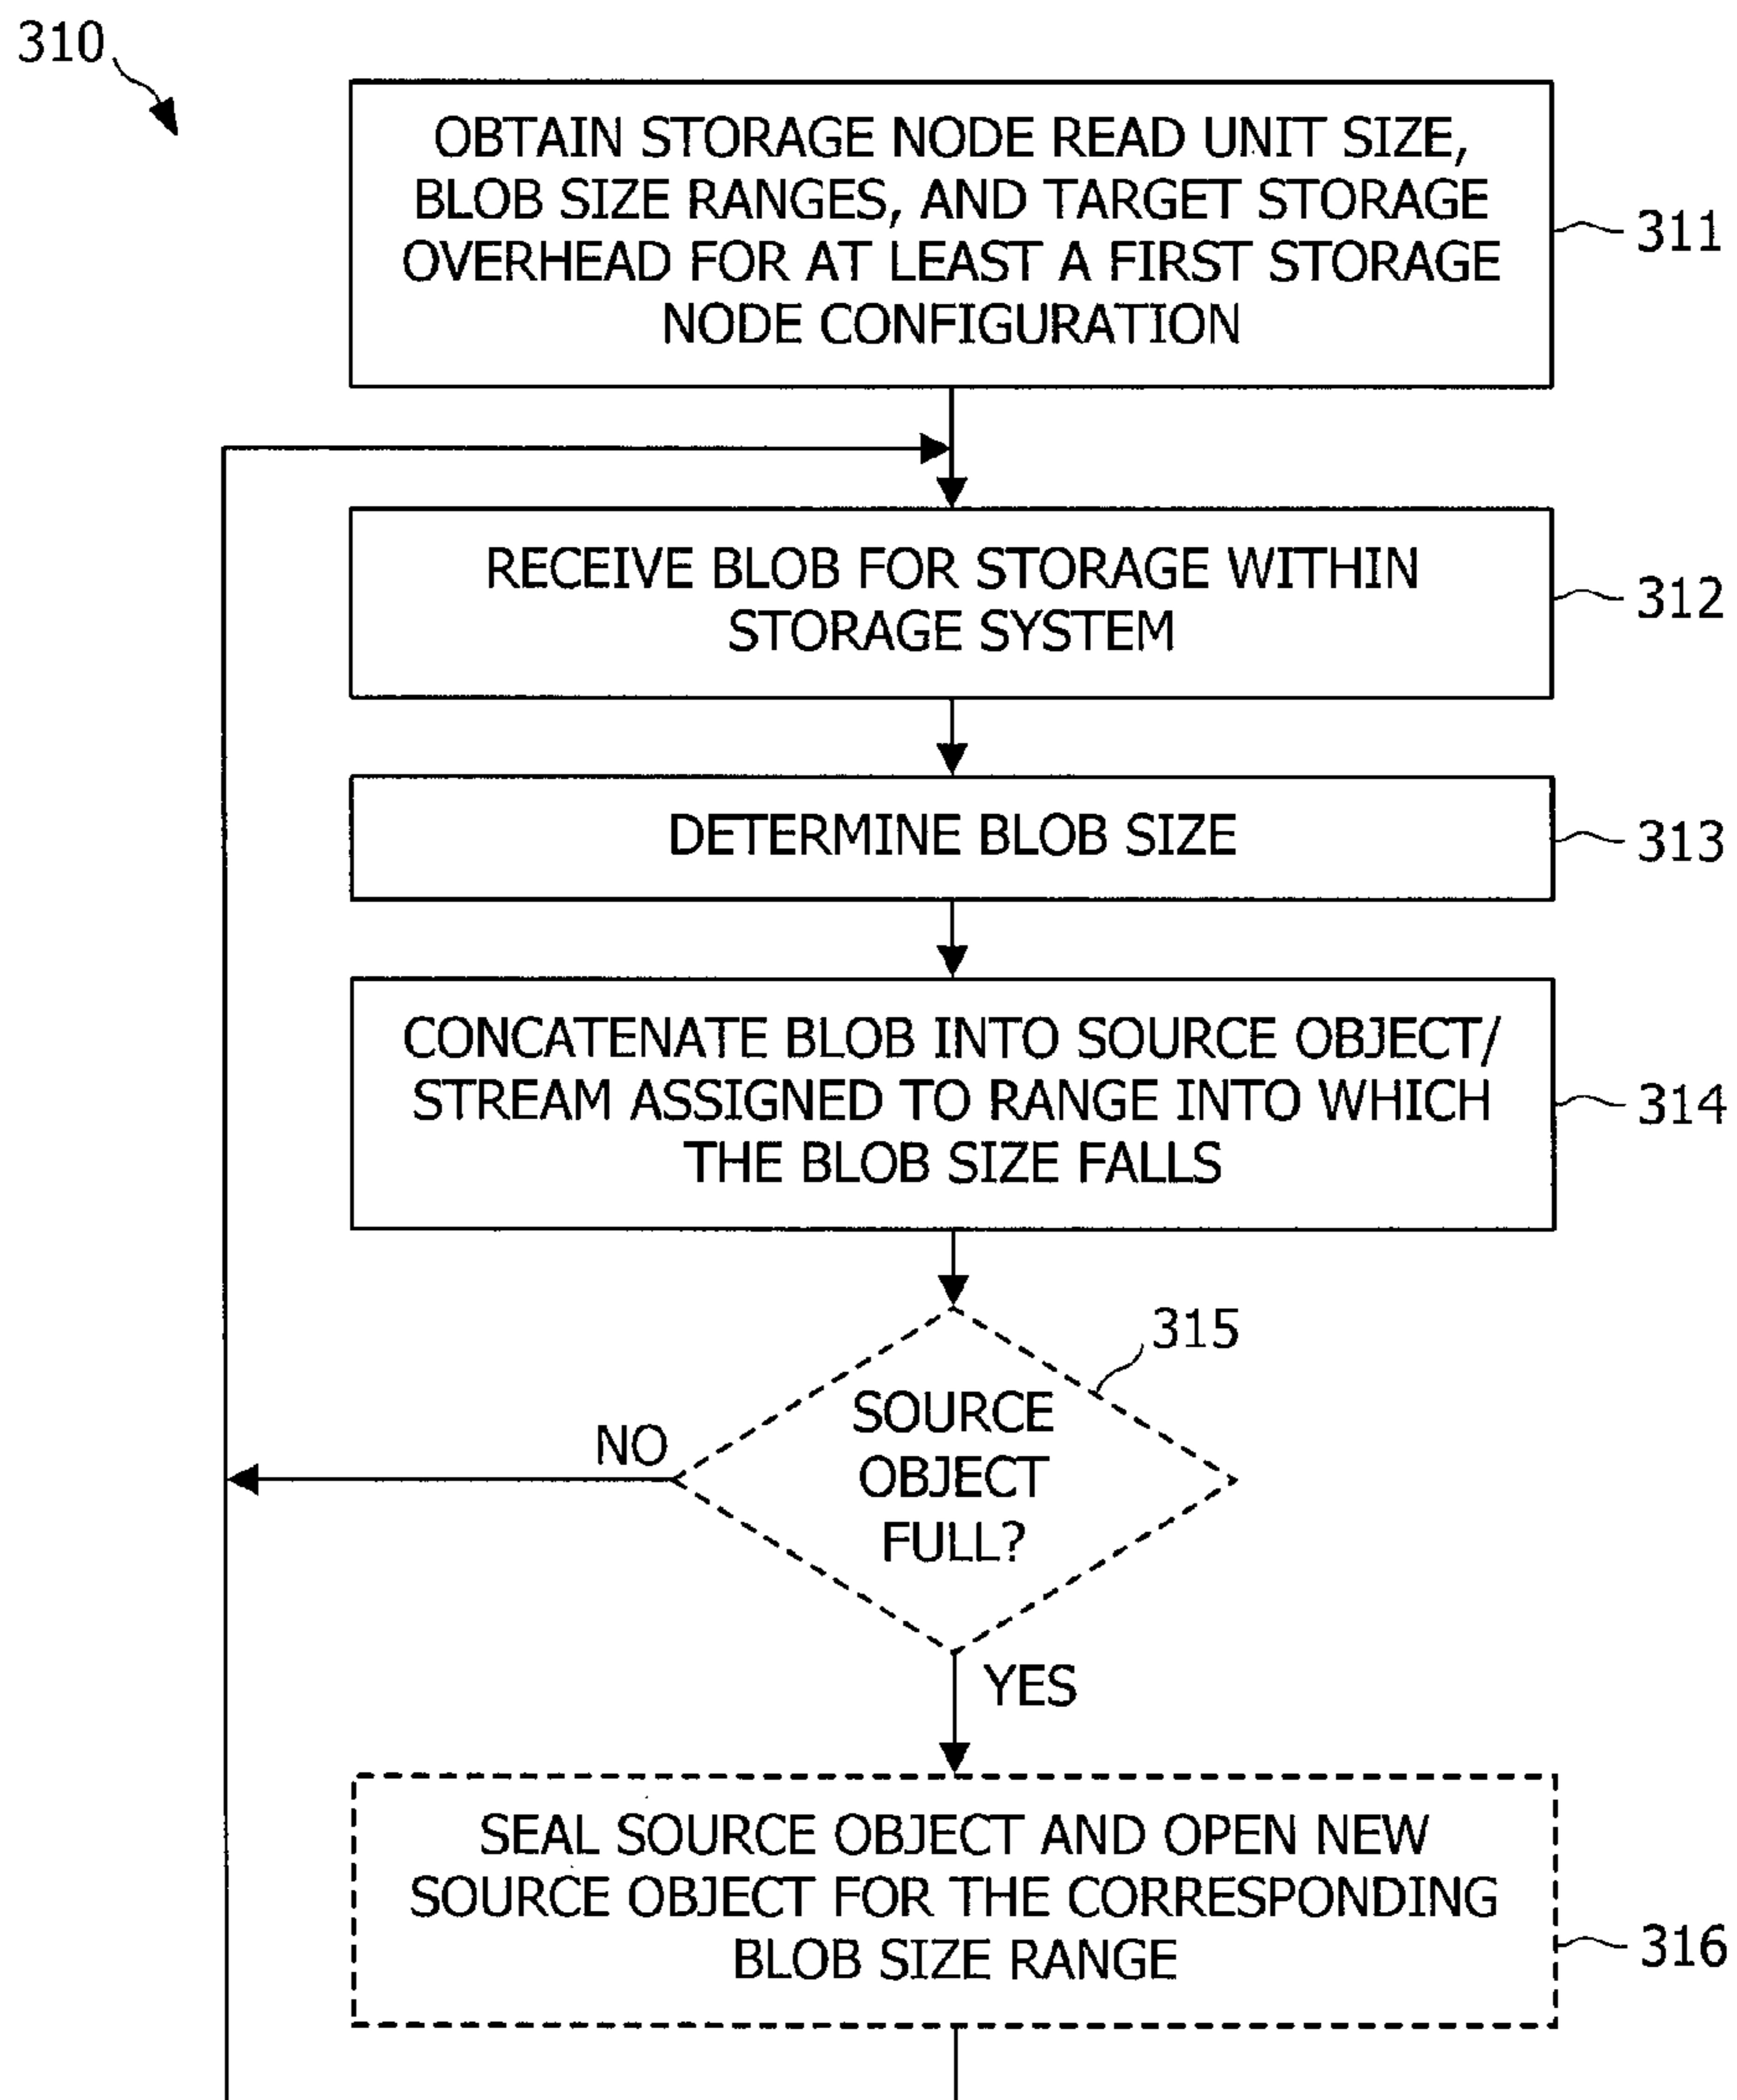 310
OBTAIN STORAGE NODE READ UNIT SIZE,
BLOB SIZE RANGES, AND TARGET STORAGE
OVERHEAD FOR AT LEAST A FIRST STORAGE
NODE CONFIGURATION
311
RECEIVE BLOB FOR STORAGE WITHIN
STORAGE SYSTEM
312
DETERMINE BLOB SIZE
313
CONCATENATE BLOB INTO SOURCE OBJECT/
STREAM ASSIGNED TO RANGE INTO WHICH
THE BLOB SIZE FALLS
314
315
SOURCE
OBJECT
FULL?
NO
YES
SEAL SOURCE OBJECT AND OPEN NEW
SOURCE OBJECT FOR THE CORRESPONDING
BLOB SIZE RANGE
316